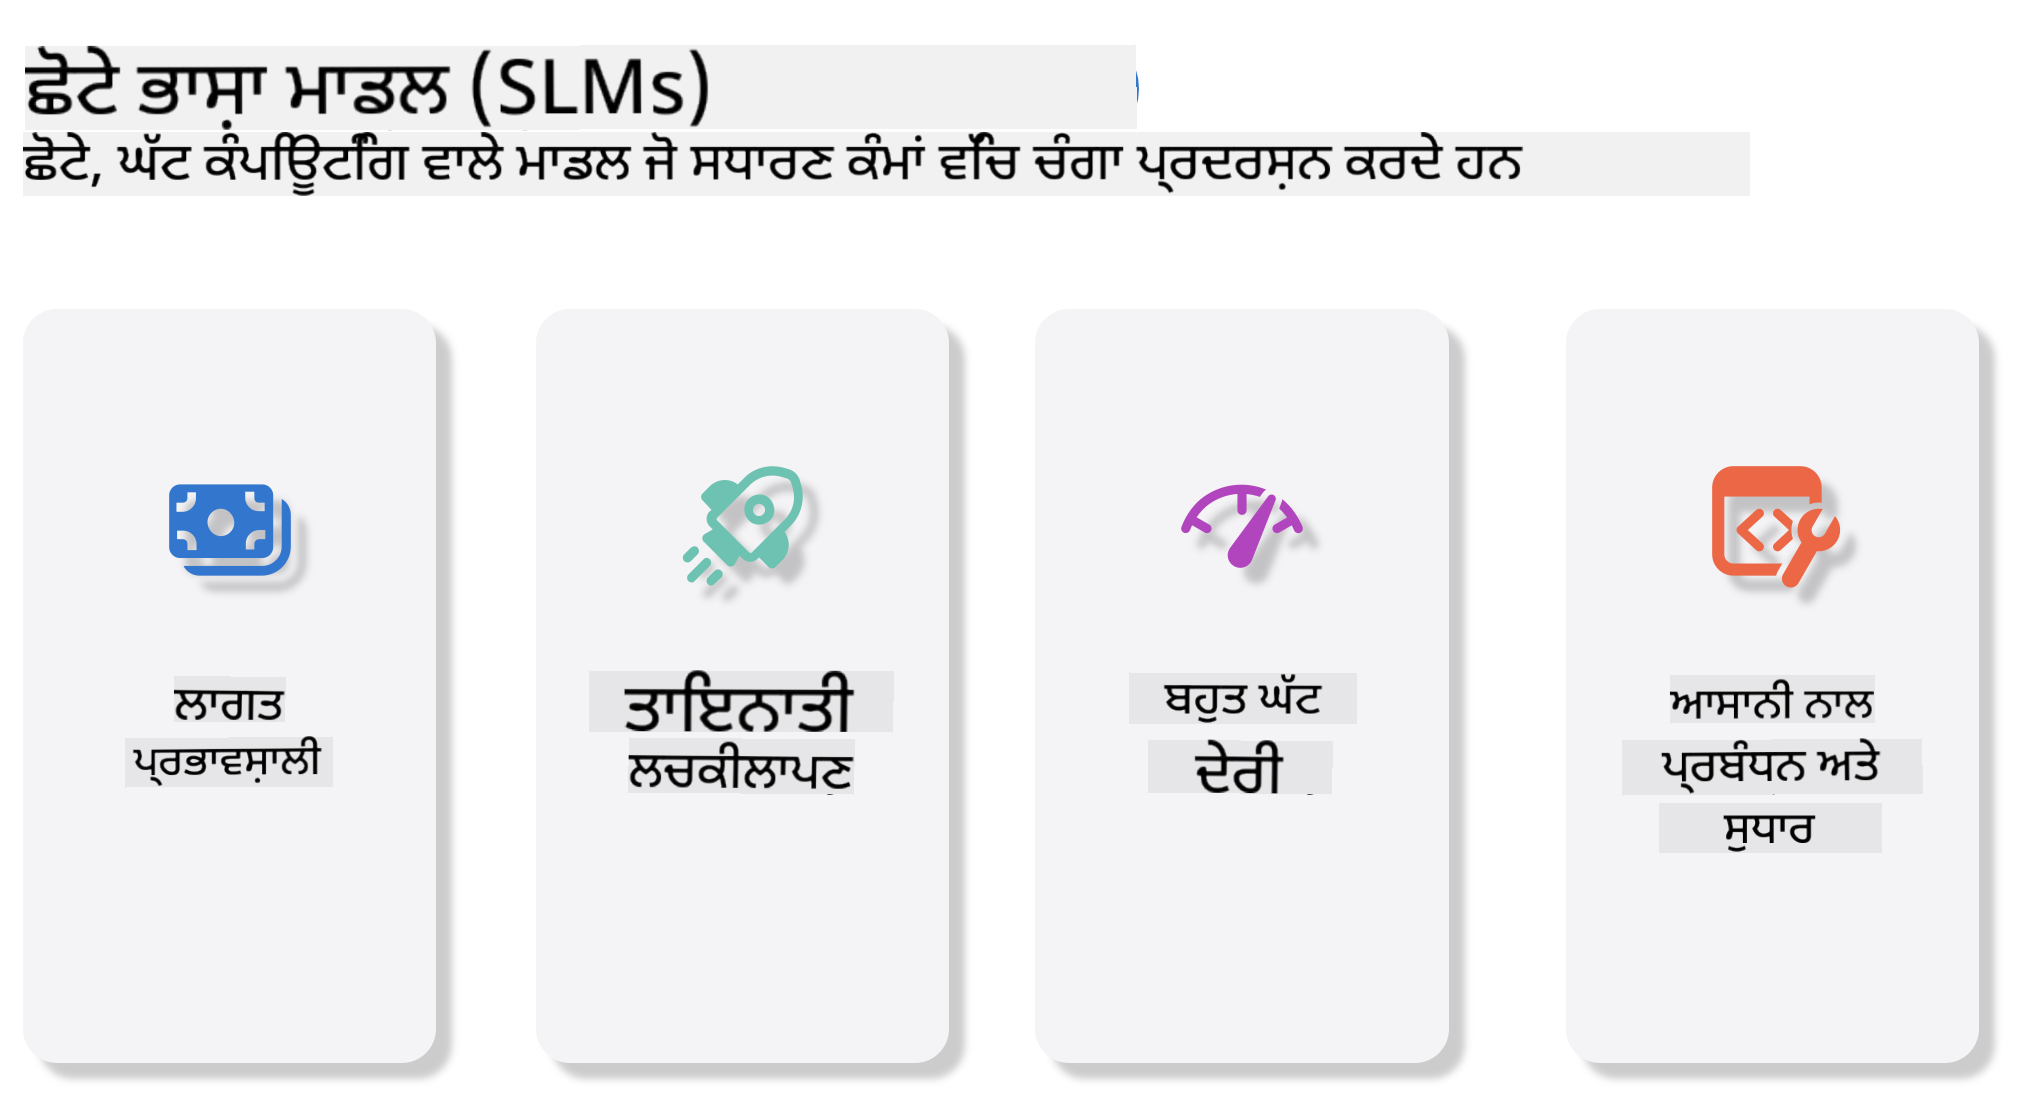 ਛੋਟੇ ਭਾਸ਼ਾ ਮਾਡਲ (SLMs)
ਛੋਟੇ, ਘੱਟ ਕੰਪਿਊਟਿੰਗ ਵਾਲੇ ਮਾਡਲ ਜੋ ਸਧਾਰਣ ਕੰਮਾਂ ਵਿੱਚ ਚੰਗਾ ਪ੍ਰਦਰਸ਼ਨ ਕਰਦੇ ਹਨ
ਲਾਗਤ
ਪ੍ਰਭਾਵਸ਼ਾਲੀ
ਤਾਇਨਾਤੀ
ਲਚਕੀਲਾਪਣ
ਬਹੁਤ ਘੱਟ
ਦੇਰੀ
ਆਸਾਨੀ ਨਾਲ
ਪ੍ਰਬੰਧਨ ਅਤੇ
ਸੁਧਾਰ